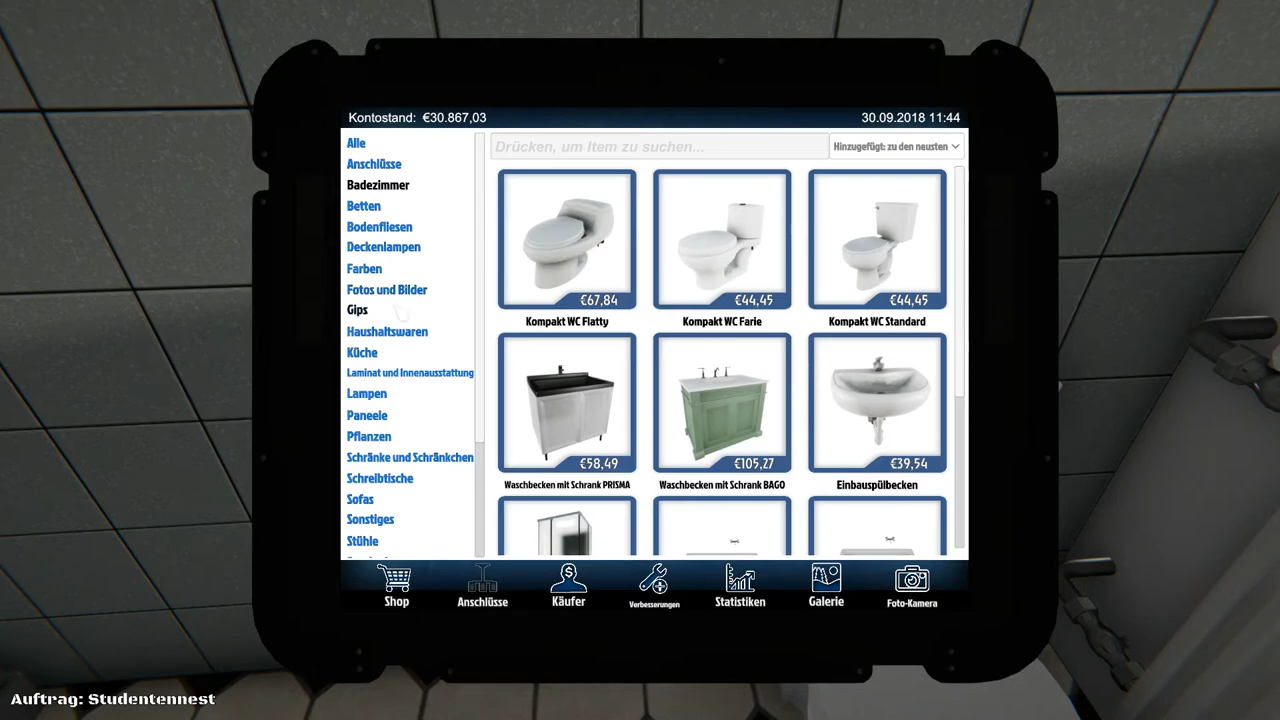 Kontostand: €30.867,03
30.09.2018 11:44
Alle
Anschlüsse
Badezimmer
Betten
Bodenfliesen
Deckenlampen
Farben
Fotos und Bilder
Gips
Haushaltswaren
Küche
Laminat und Innenausstattung
Lampen
Paneele
Pflanzen
Schränke und Schränkchen
Schreibtische
Sofas
Sonstiges
Stühle
Drücken, um Item zu suchen...
Hinzugefügt: zu den neusten
€67,84
€44,45
€44,45
Kompakt WC Flatty
Kompakt WC Farie
Kompakt WC Standard
€58,49
€105,27
€39,54
Waschbecken mit Schrank PRISMA
Waschbecken mit Schrank BAGO
Einbauspülbecken
Shop
Anschlüsse
Käufer
Verbesserungen
Statistiken
Galerie
Foto-Kamera
Auftrag: Studentennest